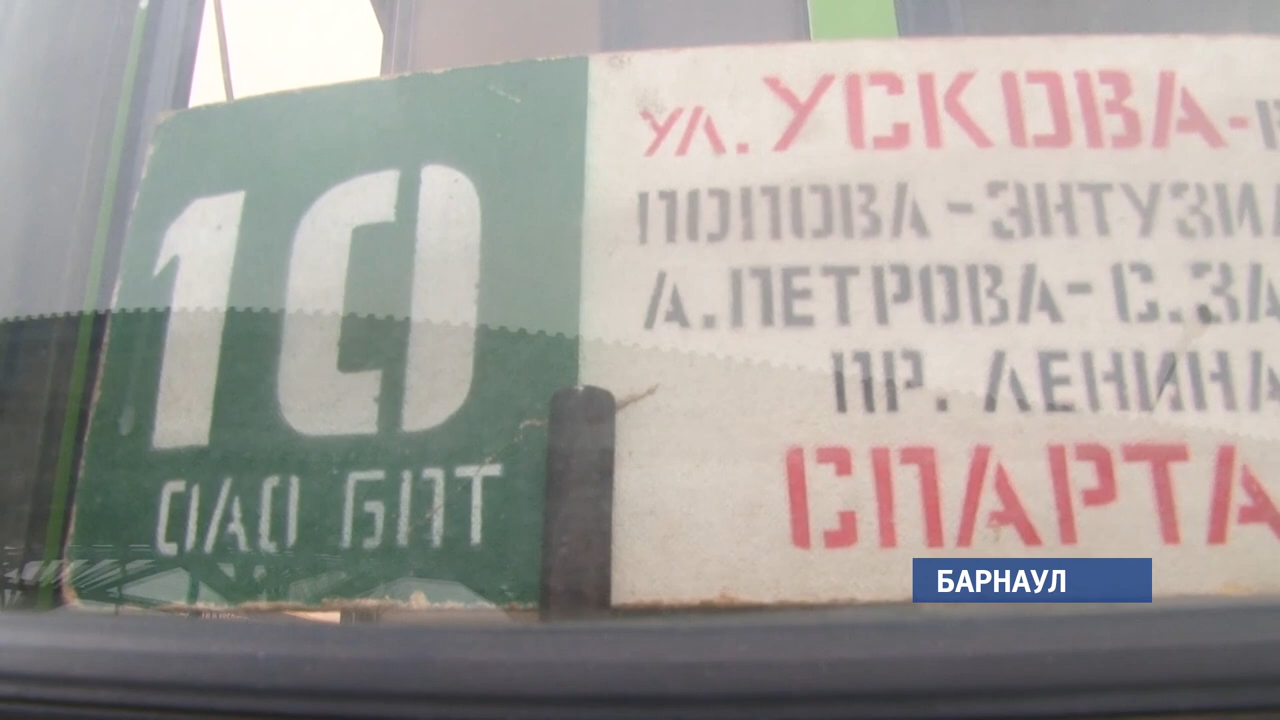 10
ОАО БПТ
УЛ. УСКОВА-
ПОПОВА - ЭНТУЗИА
А.ПЕТРОВА- С.ЗА
ПР. ЛЕНИНА
СПАРТА
БАРНАУЛ